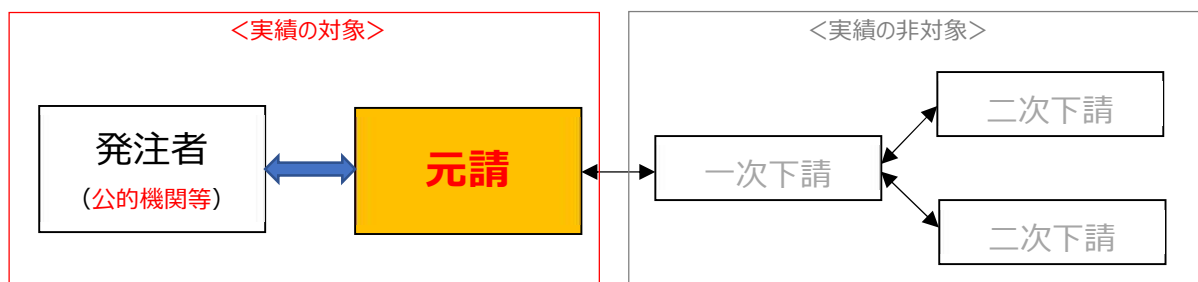 ＜実績の対象＞
発注者
（公的機関等）
元請
＜実績の非対象＞
一次下請
二次下請
二次下請